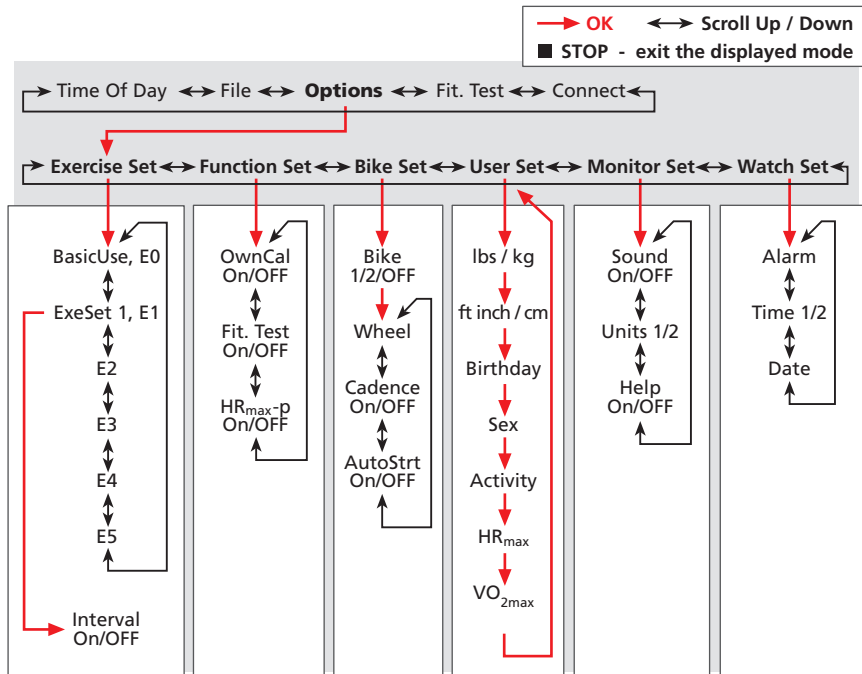 OK Scroll Up / Down
STOP - exit the displayed mode
Time Of Day File Options Fit. Test Connect
Exercise Set Function Set Bike Set User Set Monitor Set Watch Set
BasicUse, E0
ExeSet 1, E1
E2
E3
E4
E5
Interval
On/OFF
OwnCal
On/OFF
Fit. Test
On/OFF
HRmax-p
On/OFF
Bike
1/2/OFF
Wheel
Cadence
On/OFF
AutoStrt
On/OFF
lbs / kg
ft inch / cm
Birthday
Sex
Activity
HRmax
VO2max
Sound
On/OFF
Units 1/2
Help
On/OFF
Alarm
Time 1/2
Date